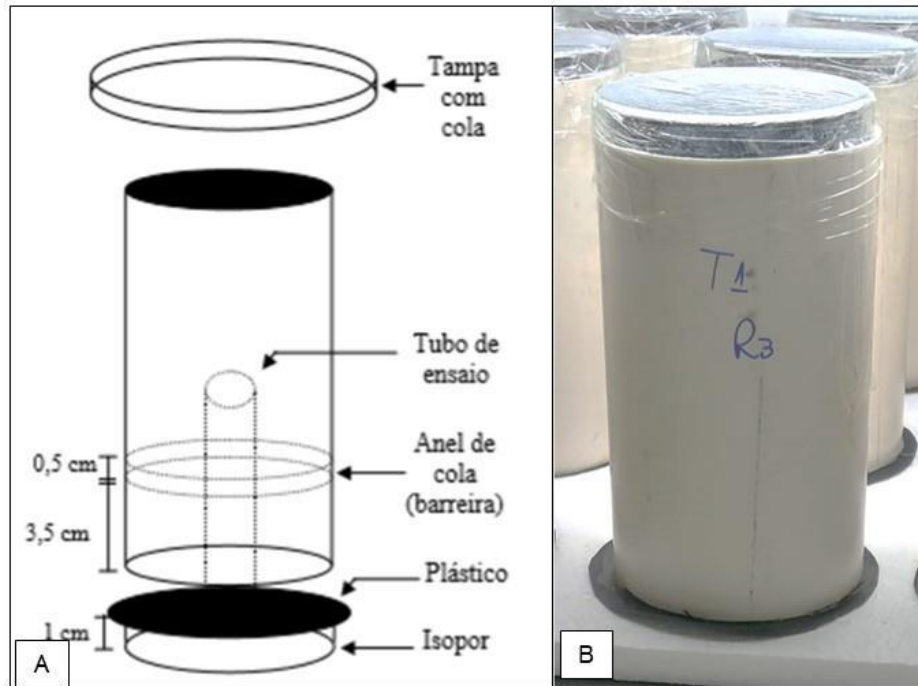 Tampa
com
cola
Tubo de
ensaio
0,5 cm
Anel de
cola
(barreira)
3,5 cm
Plástico
1 cm
Isopor
A
T1
R3
B